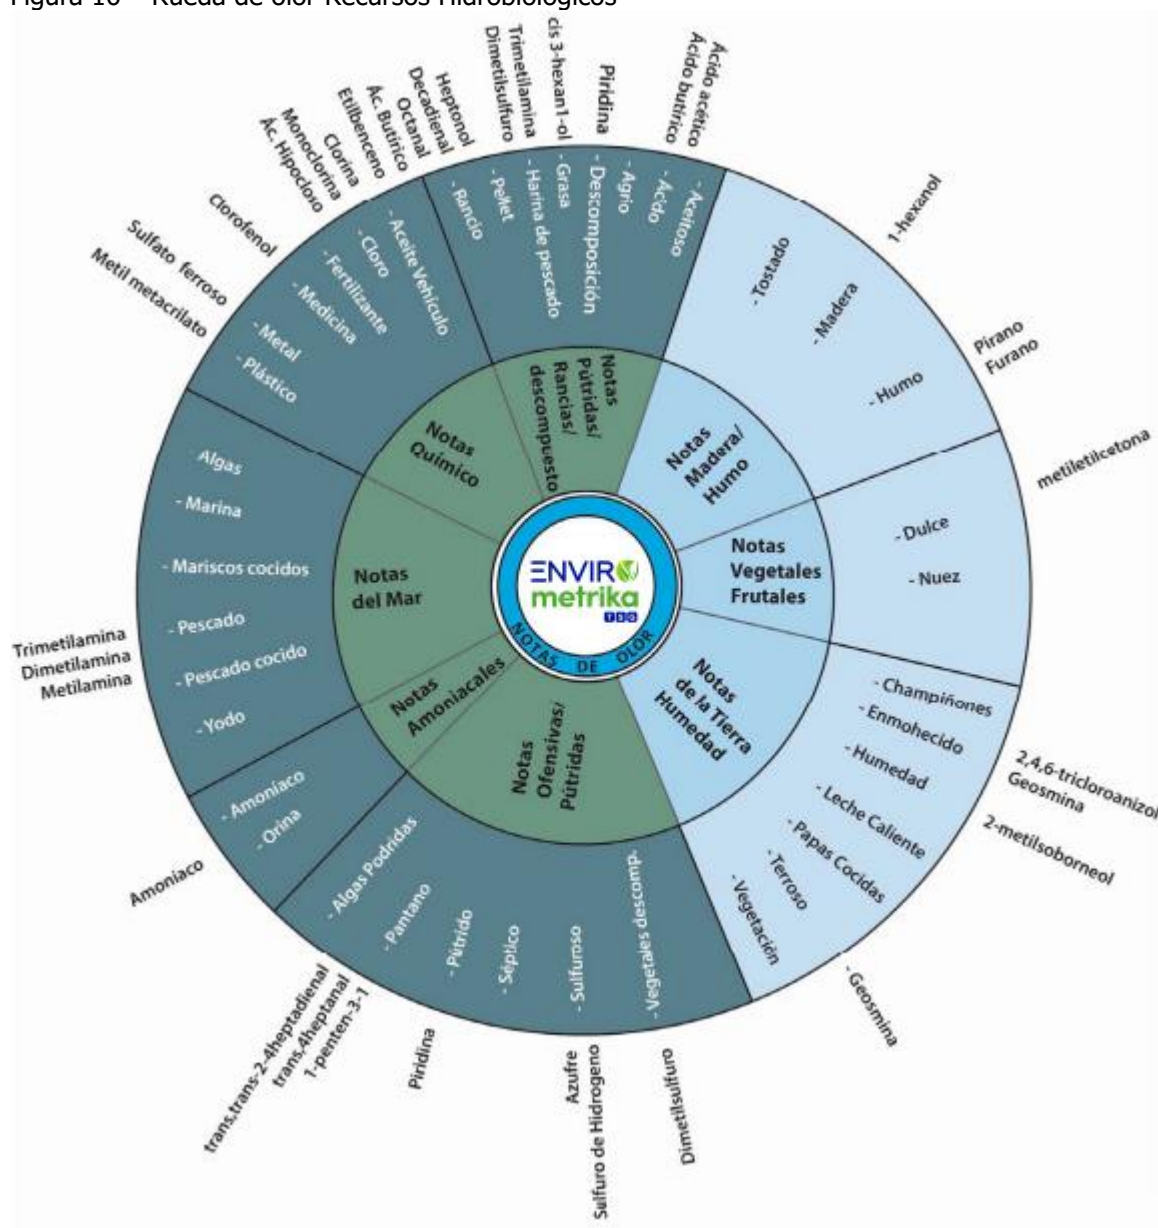 Figura 10 – Rueda de olor Recursos Hidrobiológicos
Ácido acético
Ácido butírico
Piridina
cis 3-hexan1-ol
Trimetilamina
Dimetilsulfuro
Heptonol
Decadienal
Octanal
Ác. Butírico
Etilbenceno
Clorina
Monoclorina
Ác. Hipocloso
Clorofenol
Sulfato ferroso
Metil metacrilato
Trimetilamina
Dimetilamina
Metilamina
Amoniaco
trans,trans-2-4heptadienal
trans,4heptanal
1-penten-3-1
Piridina
Azufre
Sulfuro de Hidrogeno
Dimetilsulfuro
- Geosmina
2-metilsoborneol
2,4,6-tricloroanizol
Geosmina
metiletilcetona
Pirano
Furano
1-hexanol
- Rancio
- Pellet
- Harina de pescado
- Grasa
- Descomposición
- Agrio
- Ácido
- Aceitoso
- Tostado
- Madera
- Humo
- Dulce
- Nuez
- Champiñones
- Enmohecido
- Humedad
- Leche Caliente
- Papas Cocidas
- Terroso
- Vegetación
- Vegetales descomp.
- Sulfuroso
- Séptico
- Pútrido
- Pantano
- Algas Podridas
- Amoníaco
- Orina
Algas
- Marina
- Mariscos cocidos
- Pescado
- Pescado cocido
- Yodo
- Plástico
- Metal
- Medicina
- Fertilizante
- Cloro
- Aceite Vehículo
Notas
Pútridas/
Rancias/
descompuesto
Notas
Madera/
Humo
Notas
Vegetales
Frutales
Notas
de la Tierra
Humedad
Notas
Ofensivas/
Pútridas
Notas
Amoniacales
Notas
del Mar
Notas
Químico
ENVIRO
metrika
TSG
NOTAS DE OLOR